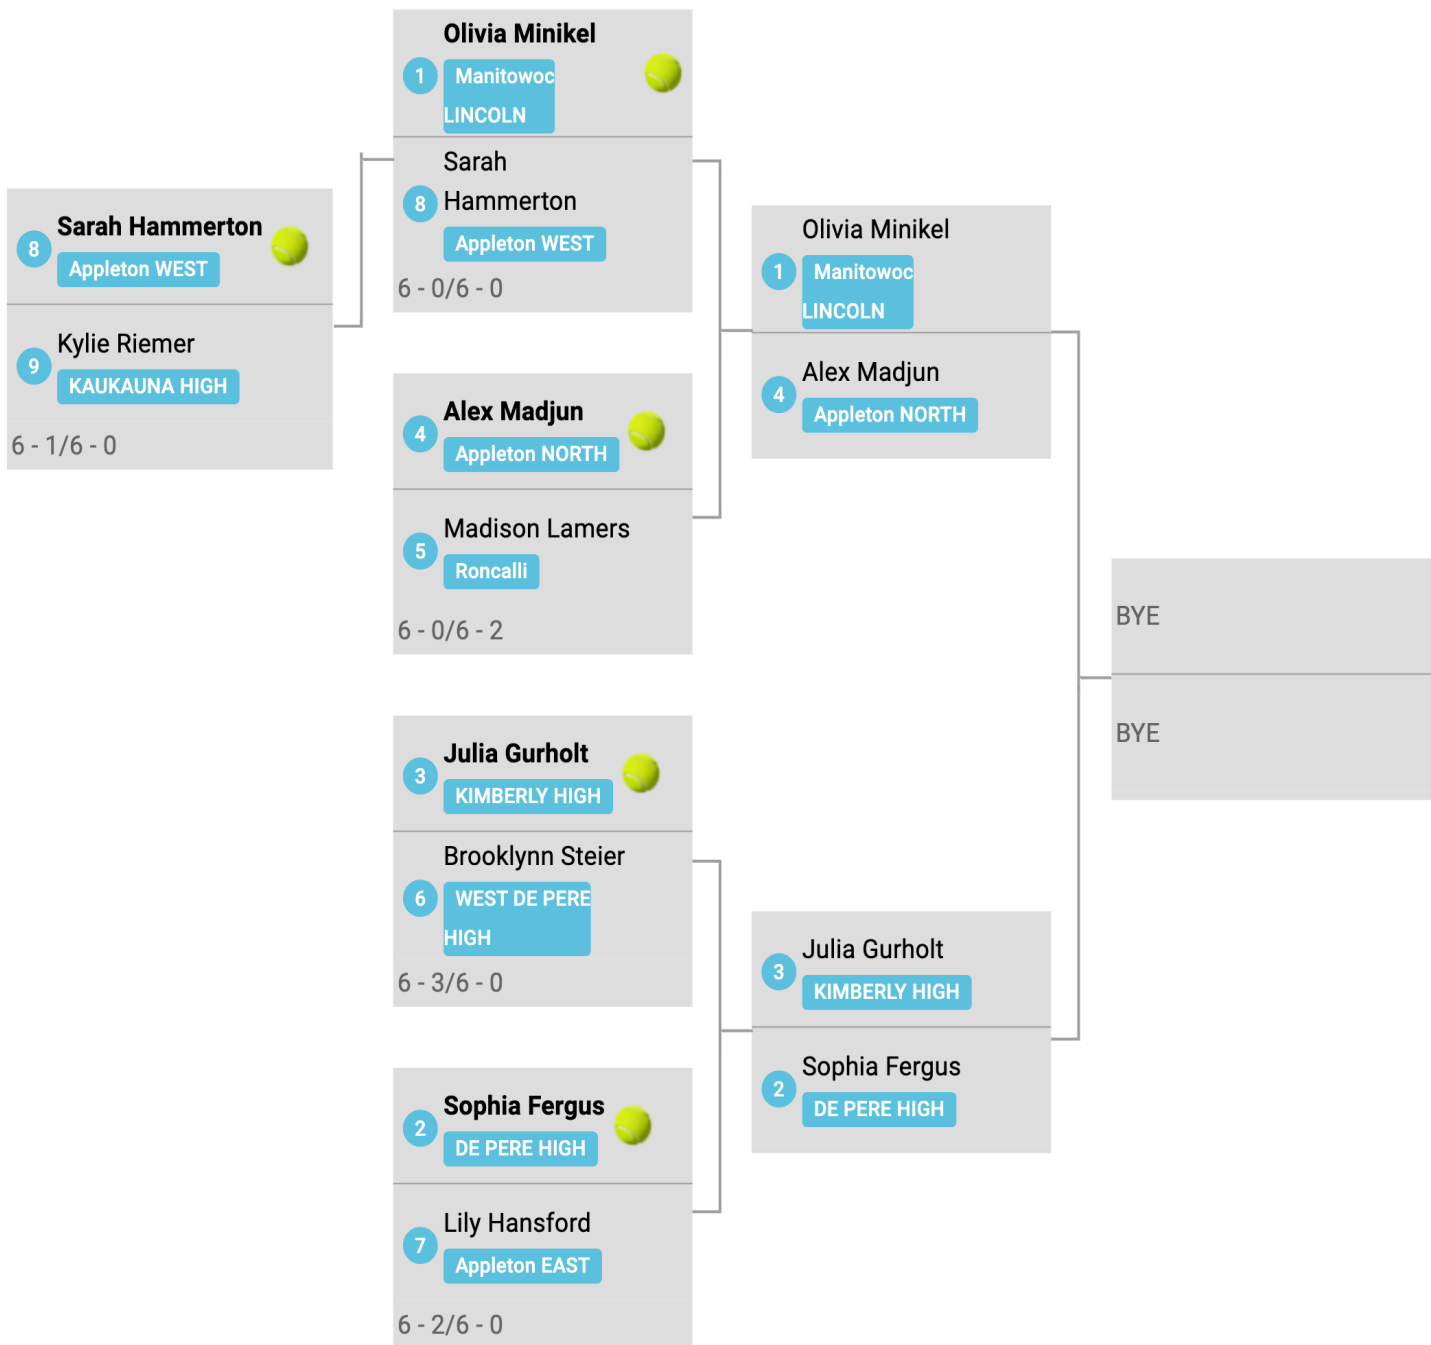 8
Sarah Hammerton
Appleton WEST
9
Kylie Riemer
KAUKAUNA HIGH
6 - 1/6 - 0
1
Olivia Minikel
Manitowoc
LINCOLN
8
Sarah
Hammerton
Appleton WEST
6 - 0/6 - 0
4
Alex Madjun
Appleton NORTH
5
Madison Lamers
Roncalli
6 - 0/6 - 2
3
Julia Gurholt
KIMBERLY HIGH
6
Brooklynn Steier
WEST DE PERE
HIGH
6 - 3/6 - 0
2
Sophia Fergus
DE PERE HIGH
7
Lily Hansford
Appleton EAST
6 - 2/6 - 0
1
Olivia Minikel
Manitowoc
LINCOLN
4
Alex Madjun
Appleton NORTH
3
Julia Gurholt
KIMBERLY HIGH
2
Sophia Fergus
DE PERE HIGH
BYE
BYE